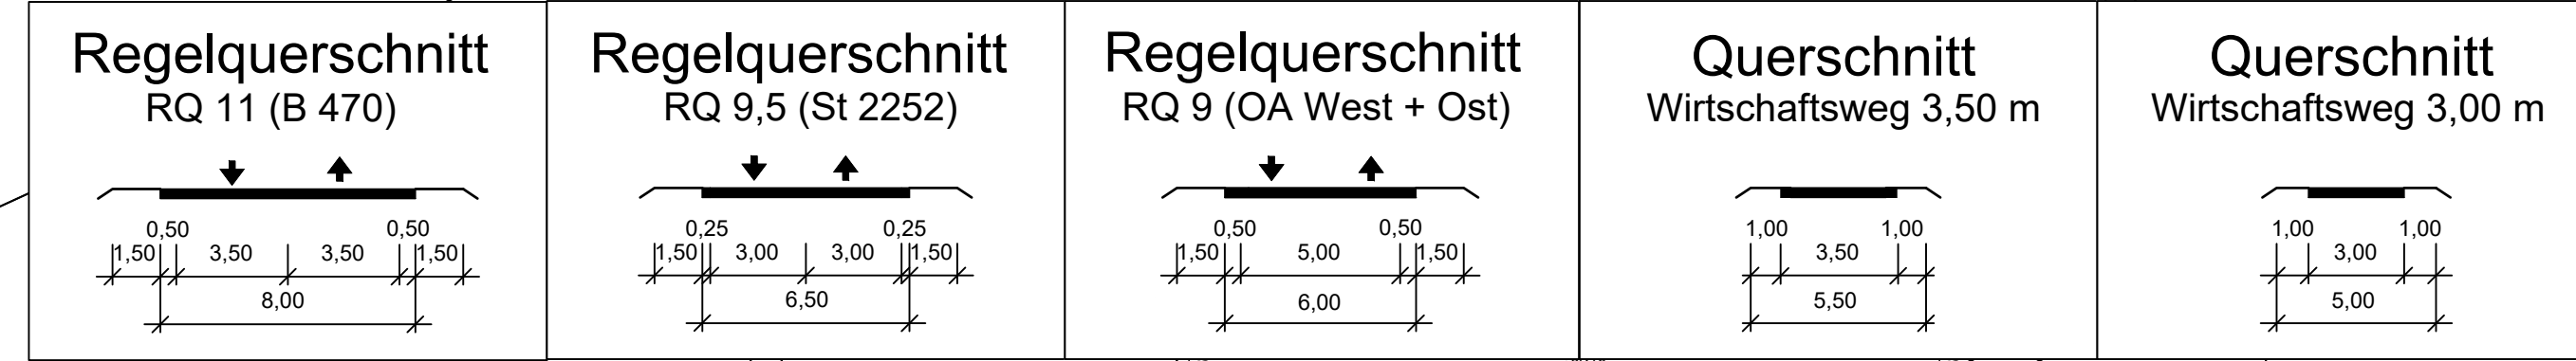 Regelquerschnitt
RQ 11 (B 470)
0,50 0,50
1,50 3,50 3,50 1,50
8,00
Regelquerschnitt
RQ 9,5 (St 2252)
0,25 0,25
1,50 3,00 3,00 1,50
6,50
Regelquerschnitt
RQ 9 (OA West + Ost)
0,50 0,50
1,50 5,00 1,50
6,00
Querschnitt
Wirtschaftsweg 3,50 m
1,00 1,00
3,50
5,50
Querschnitt
Wirtschaftsweg 3,00 m
1,00 1,00
3,00
5,00